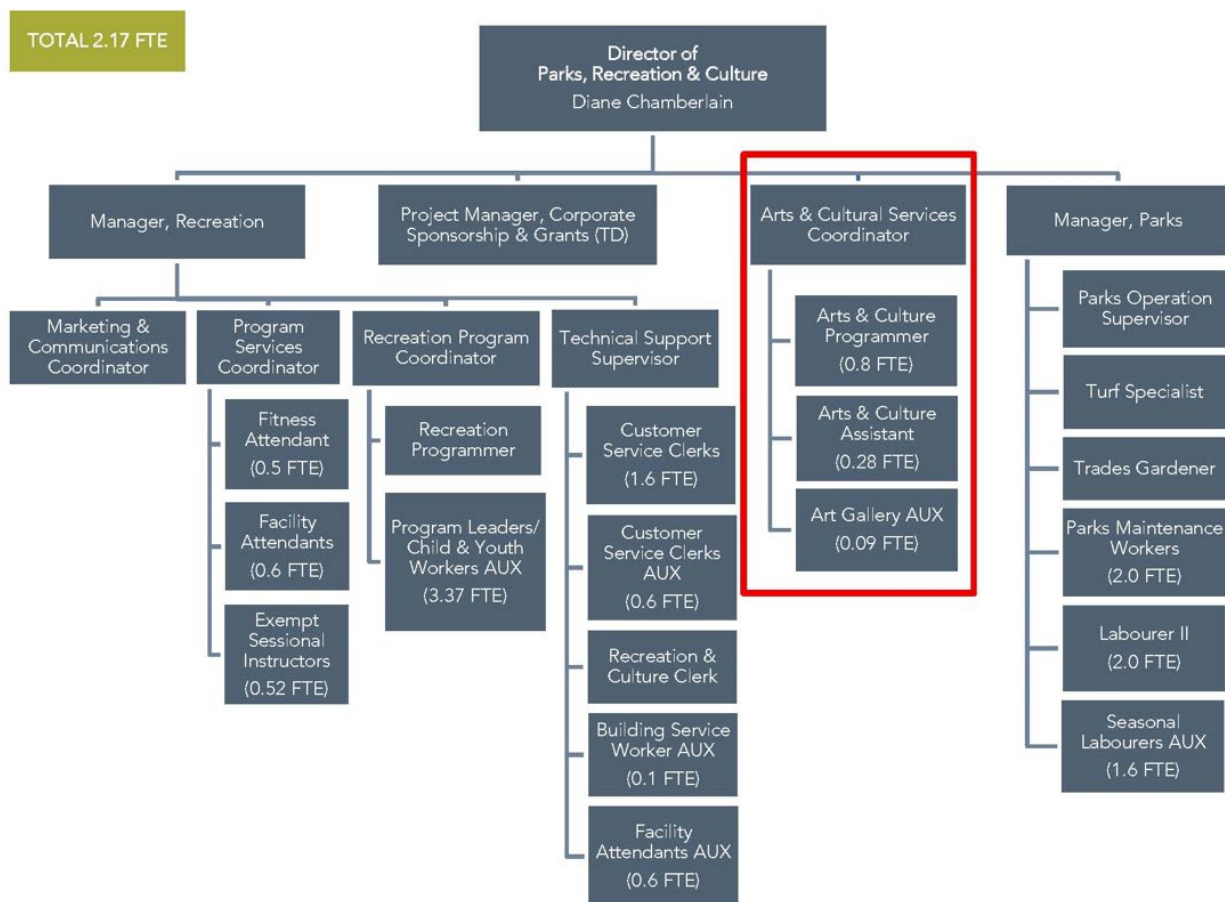 TOTAL 2.17 FTE
Director of
Parks, Recreation & Culture
Diane Chamberlain
Manager, Recreation
Project Manager, Corporate
Sponsorship & Grants (TD)
Arts & Cultural Services
Coordinator
Manager, Parks
Marketing &
Communications
Coordinator
Program
Services
Coordinator
Fitness
Attendant
(0.5 FTE)
Facility
Attendants
(0.6 FTE)
Exempt
Sessional
Instructors
(0.52 FTE)
Recreation Program
Coordinator
Recreation
Programmer
Program Leaders/
Child & Youth
Workers AUX
(3.37 FTE)
Technical Support
Supervisor
Customer
Service Clerks
(1.6 FTE)
Customer
Service Clerks
AUX
(0.6 FTE)
Recreation &
Culture Clerk
Building Service
Worker AUX
(0.1 FTE)
Facility
Attendants AUX
(0.6 FTE)
Arts & Culture
Programmer
(0.8 FTE)
Arts & Culture
Assistant
(0.28 FTE)
Art Gallery AUX
(0.09 FTE)
Parks Operation
Supervisor
Turf Specialist
Trades Gardener
Parks Maintenance
Workers
(2.0 FTE)
Labourer II
(2.0 FTE)
Seasonal
Labourers AUX
(1.6 FTE)